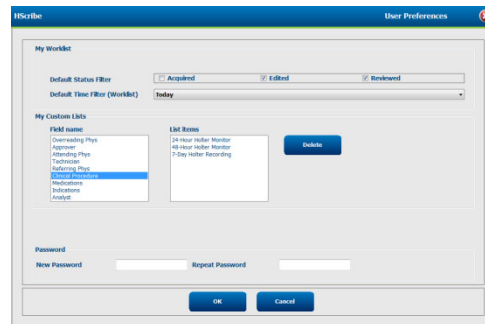 HScribe User Preferences
My Worklist
Default Status Filter Acquired Edited Reviewed
Default Time Filter (Worklist) Today
My Custom Lists
Field name List items
Overreading Phys 24-Hour Holter Monitor
Approver 48-Hour Holter Monitor
Attending Phys 7-Day Holter Recording
Technician
Referring Phys
Clinical Procedure
Medications
Indications
Analyst
Delete
Password
New Password Repeat Password
OK Cancel